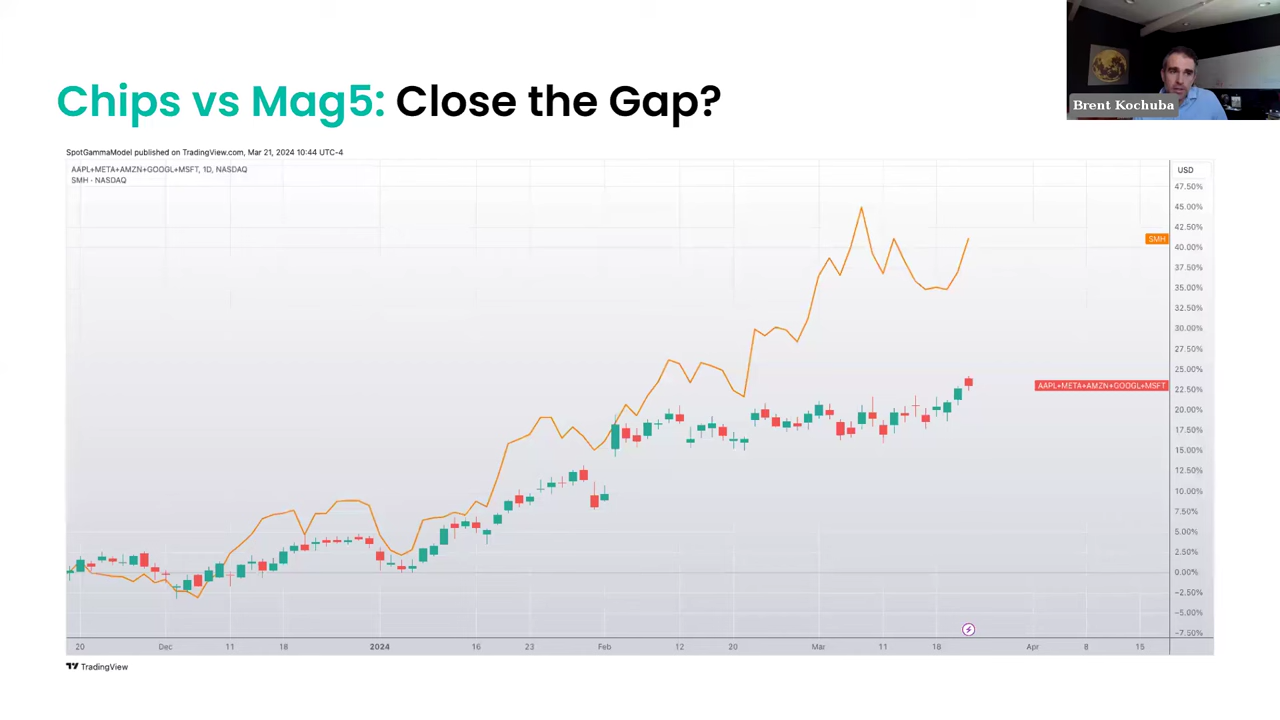 Chips vs Mag5: Close the Gap?
Brent Kochuba
SpotGammaModel published on TradingView.com, Mar 21, 2024 10:44 UTC-4
AAPL+META+AMZN+GOOGL+MSFT, 1D, NASDAQ
SMH · NASDAQ
USD
47.50%
45.00%
42.50%
SMH
40.00%
37.50%
35.00%
32.50%
30.00%
27.50%
25.00%
AAPL+META+AMZN+GOOGL+MSFT
22.50%
20.00%
17.50%
15.00%
12.50%
10.00%
7.50%
5.00%
2.50%
0.00%
−2.50%
−5.00%
−7.50%
20 Dec 11 18 2024 16 23 Feb 12 20 Mar 11 18 Apr 8 15
TradingView